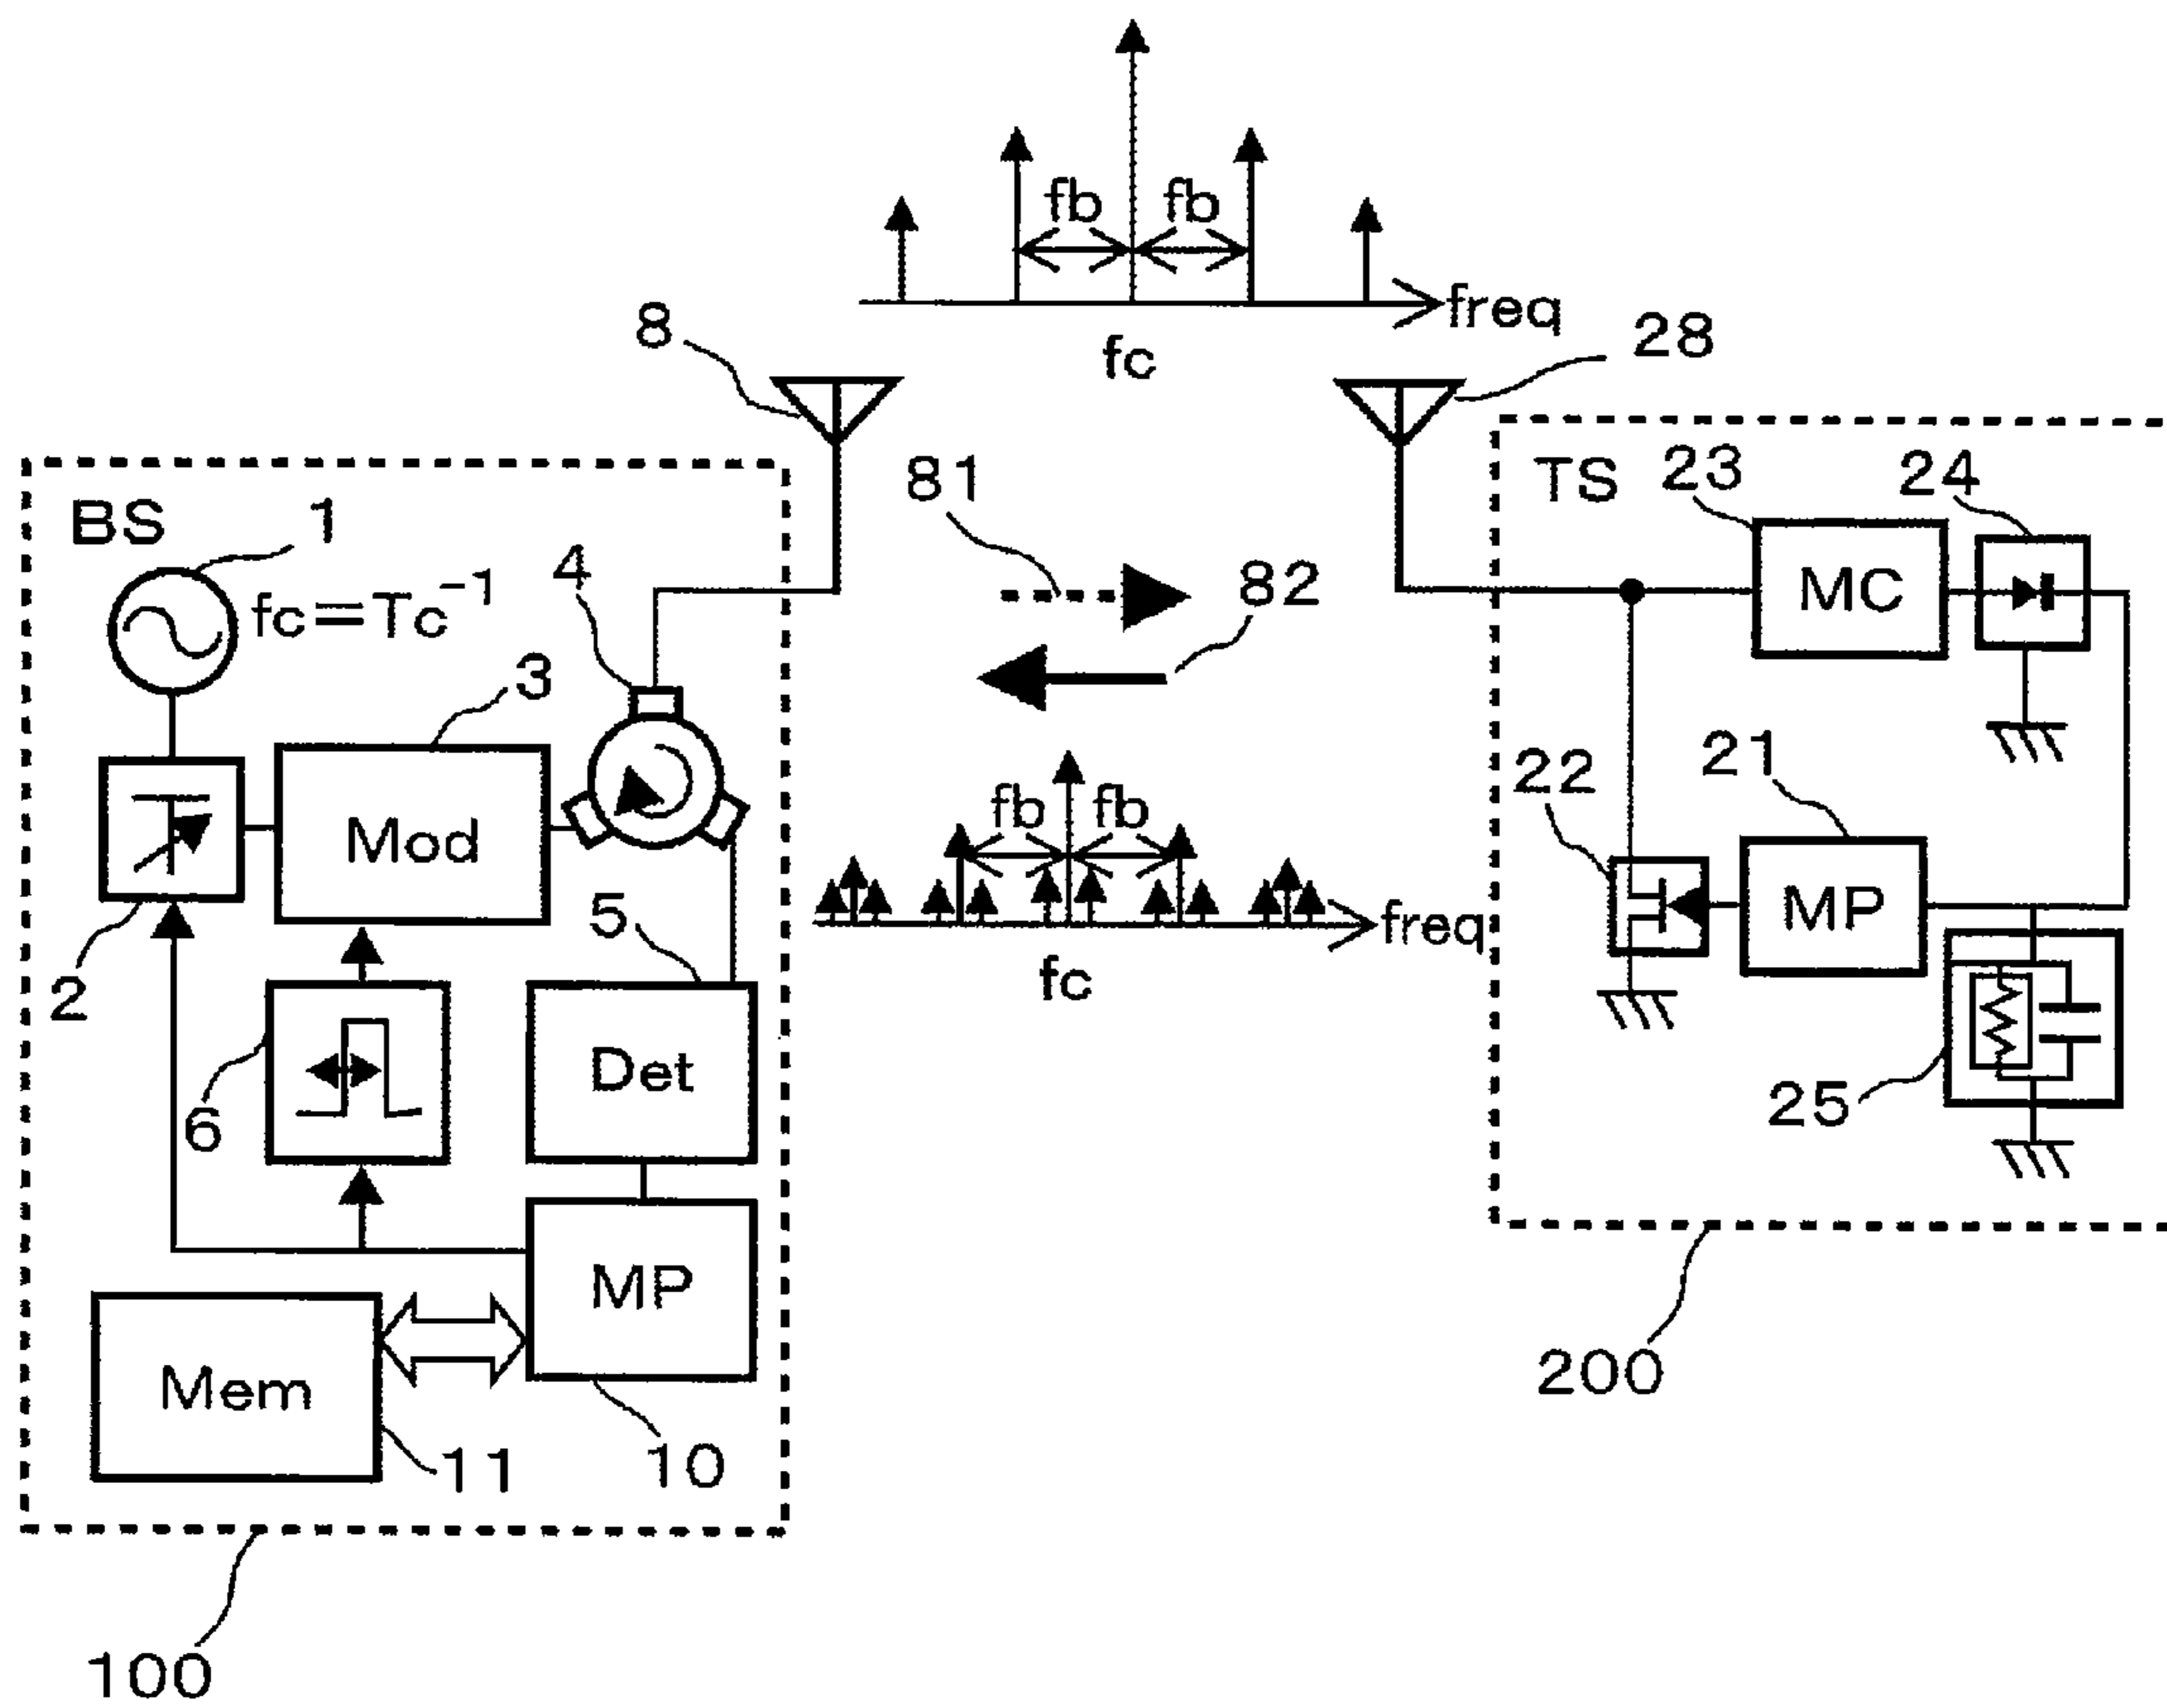 fb fb
freq
fc
8
28
81
82
BS
1
fc=Tc⁻¹
4
3
Mod
2
5
6
Det
MP
Mem
11
10
100
fb fb
freq
fc
TS
23
24
MC
22
21
MP
25
200